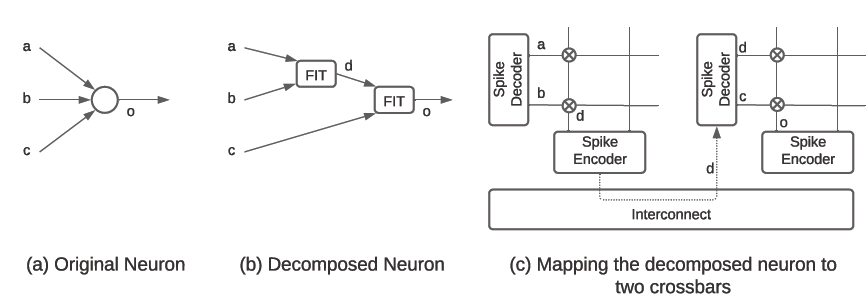 a
b
c
o
(a) Original Neuron
a
b
c
FIT
d
FIT
o
(b) Decomposed Neuron
Spike
Decoder
a
b
d
Spike
Encoder
Spike
Decoder
d
c
o
Spike
Encoder
d
Interconnect
(c) Mapping the decomposed neuron to
two crossbars